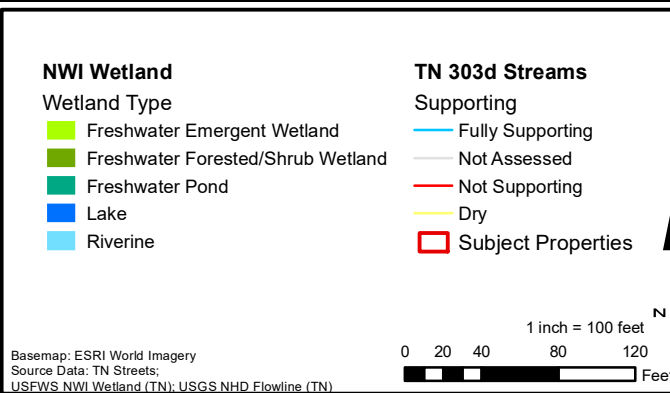 NWI Wetland
Wetland Type
Freshwater Emergent Wetland
Freshwater Forested/Shrub Wetland
Freshwater Pond
Lake
Riverine
TN 303d Streams
Supporting
Fully Supporting
Not Assessed
Not Supporting
Dry
Subject Properties
N
1 inch = 100 feet
0 20 40 80 120
Feet
Basemap: ESRI World Imagery
Source Data: TN Streets;
USFWS NWI Wetland (TN); USGS NHD Flowline (TN)